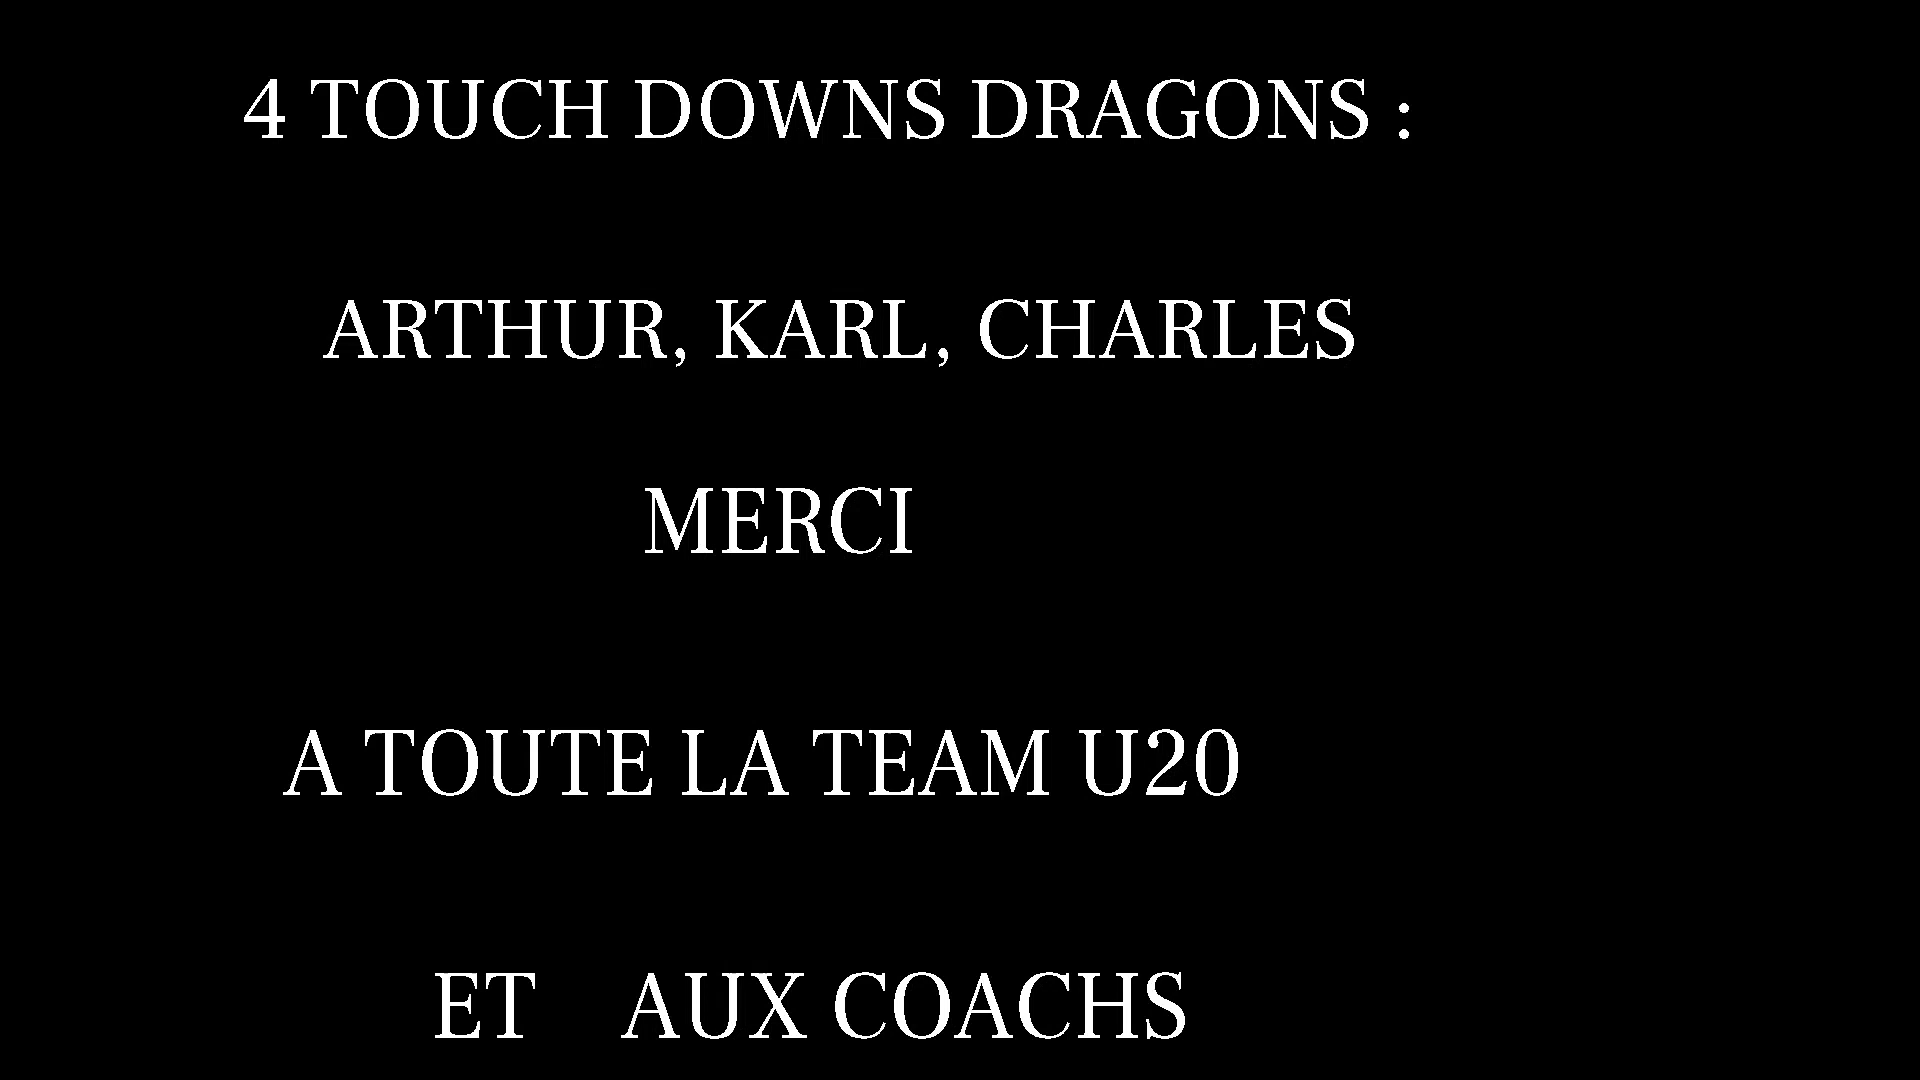 4 TOUCH DOWNS DRAGONS :
ARTHUR, KARL, CHARLES
MERCI
A TOUTE LA TEAM U20
ET AUX COACHS